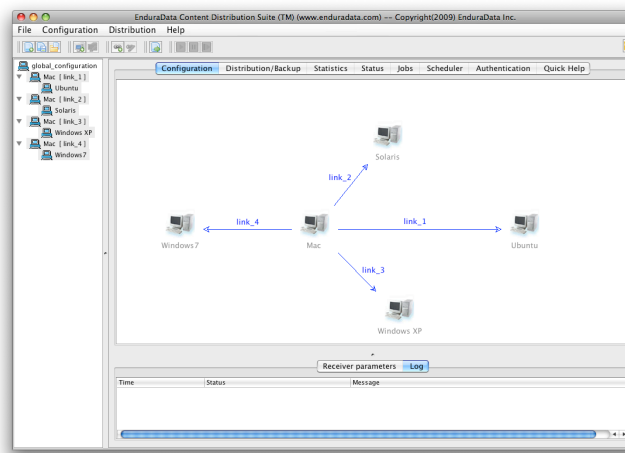 EnduraData Content Distribution Suite (TM) (www.enduradata.com) -- Copyright(2009) EnduraData Inc.
File Configuration Distribution Help
global_configuration
Mac [ link_1 ]
Ubuntu
Mac [ link_2 ]
Solaris
Mac [ link_3 ]
Windows XP
Mac [ link_4 ]
Windows7
Configuration Distribution/Backup Statistics Status Jobs Scheduler Authentication Quick Help
Solaris
link_2
link_4 link_1
Windows7 Mac Ubuntu
link_3
Windows XP
Receiver parameters Log
Time Status Message